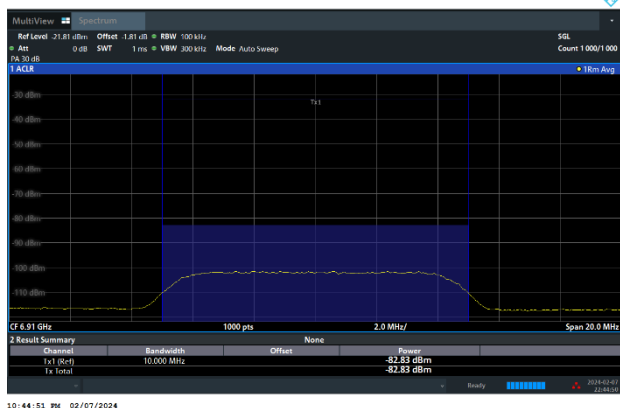 MultiView Spectrum
Ref Level -21.81 dBm Offset -1.81 dB RBW 100 kHz SGL
Att 0 dB SWT 1 ms VBW 300 kHz Mode Auto Sweep Count 1 000/1 000
PA 30 dB
1 ACLR 1Rm Avg
-30 dBm
Tx1
-40 dBm
-50 dBm
-60 dBm
-70 dBm
-80 dBm
-90 dBm
-100 dBm
-110 dBm
CF 6.91 GHz 1000 pts 2.0 MHz/ Span 20.0 MHz
2 Result Summary None
Channel Bandwidth Offset Power
Tx1 (Ref) 10.000 MHz -82.83 dBm
Tx Total -82.83 dBm
Ready 2024-02-07
22:44:50
10:44:51 PM 02/07/2024